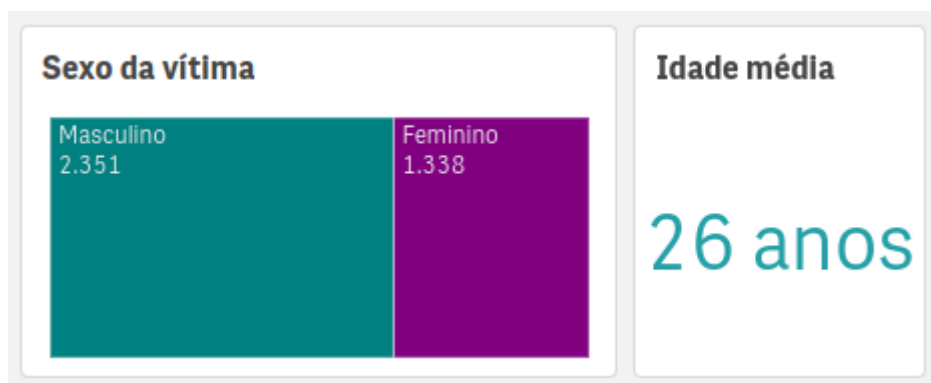 Sexo da vítima
Masculino
2.351
Feminino
1.338
Idade média
26 anos